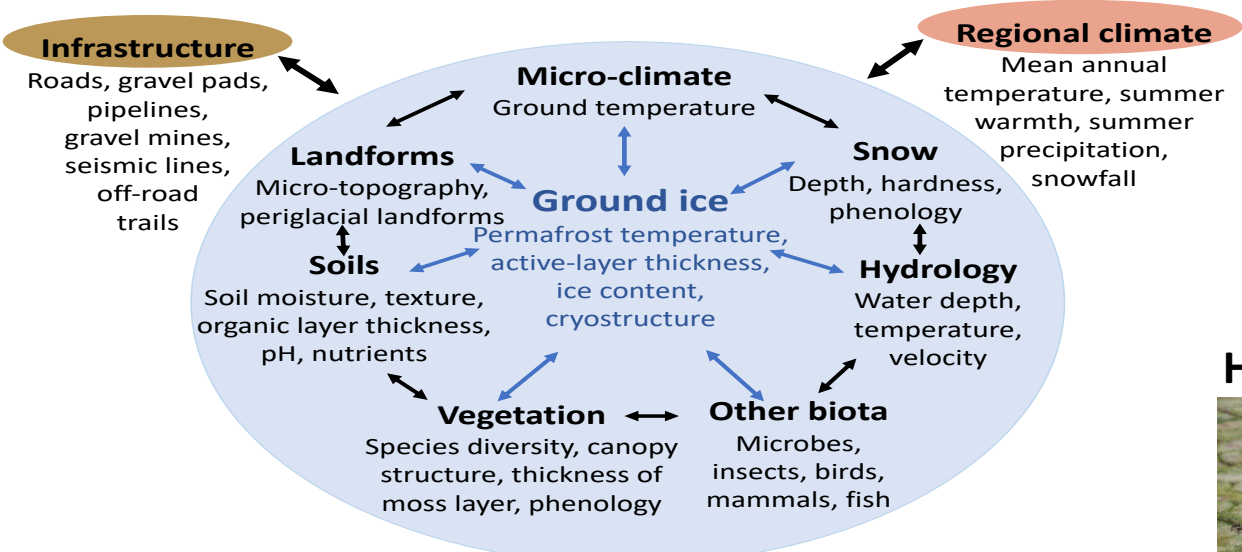 Infrastructure
Roads, gravel pads,
pipelines,
gravel mines,
seismic lines,
off-road
trails
Regional climate
Mean annual
temperature, summer
warmth, summer
precipitation,
snowfall
Micro-climate
Ground temperature
Landforms
Micro-topography,
periglacial landforms
Snow
Depth, hardness,
phenology
Ground ice
Permafrost temperature,
active-layer thickness,
ice content,
cryostructure
Soils
Soil moisture, texture,
organic layer thickness,
pH, nutrients
Hydrology
Water depth,
temperature,
velocity
Vegetation
Species diversity, canopy
structure, thickness of
moss layer, phenology
Other biota
Microbes,
insects, birds,
mammals, fish